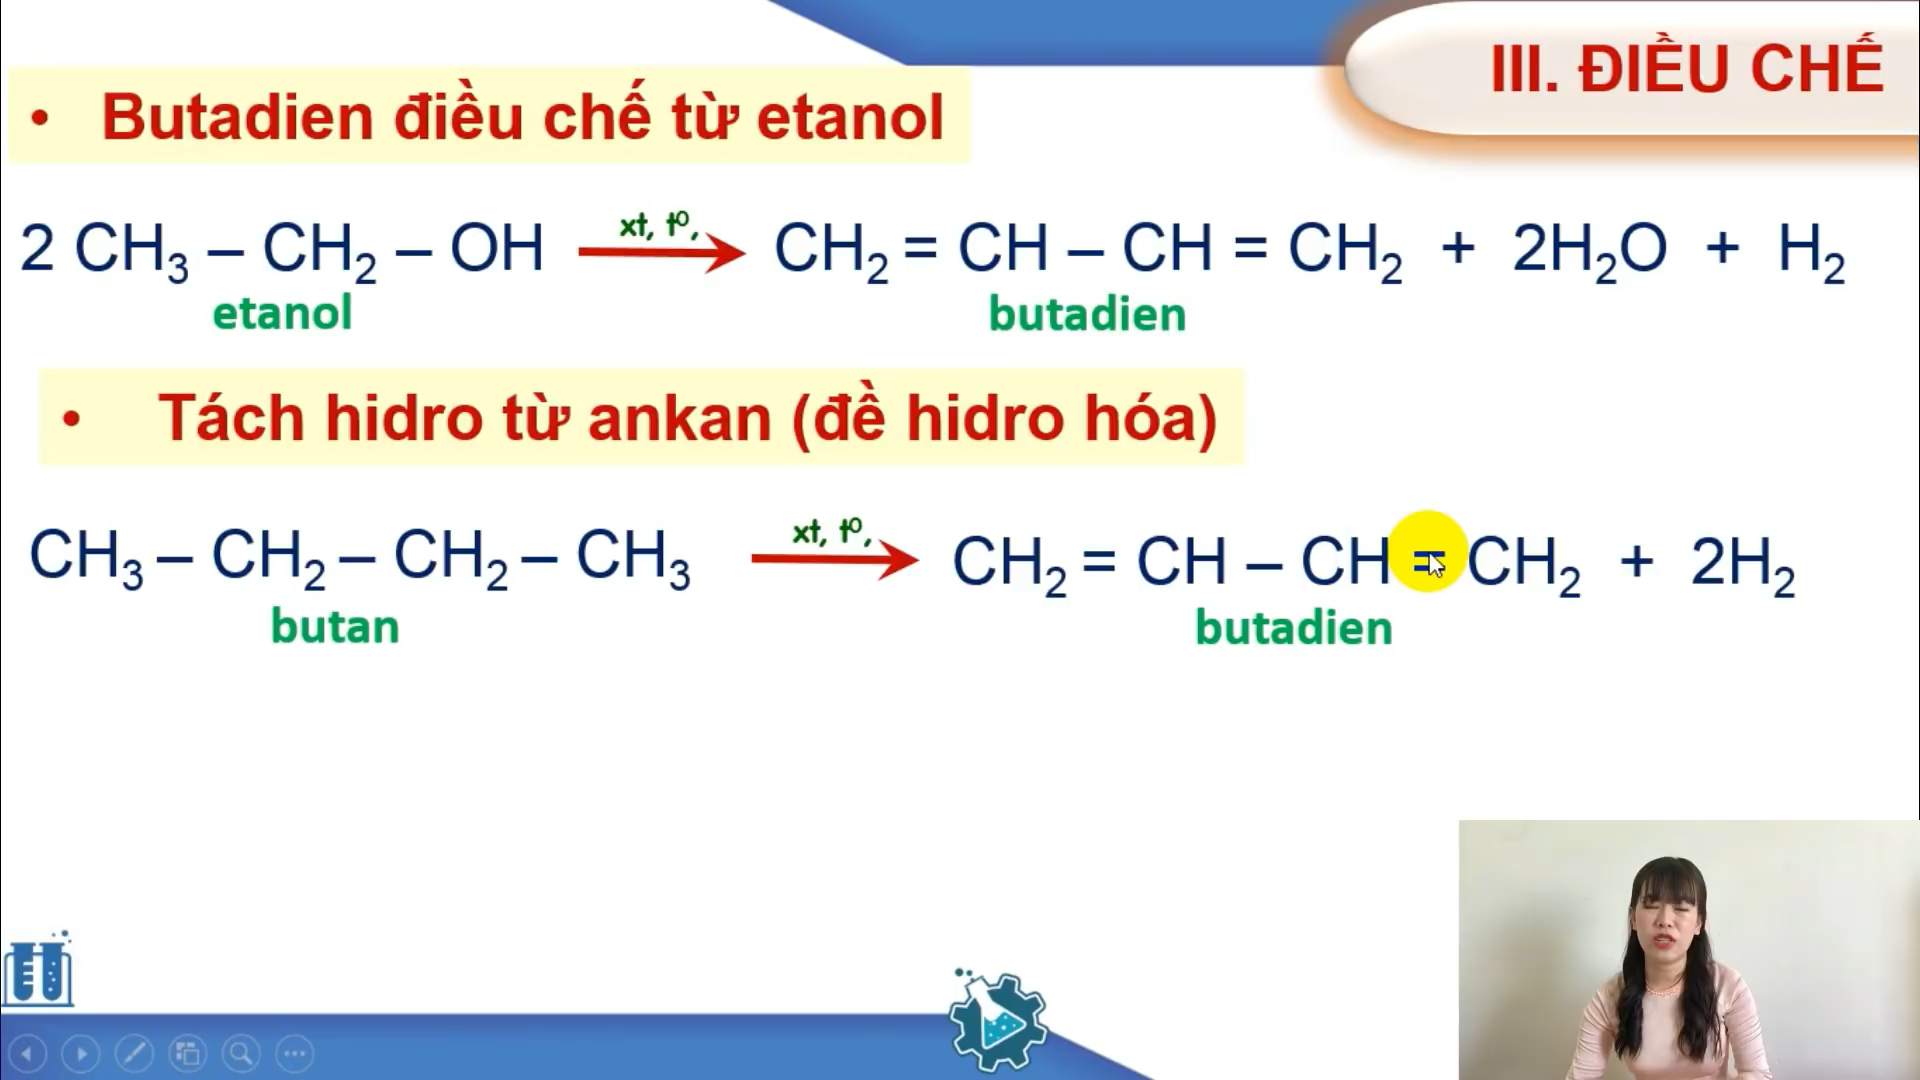 III. ĐIỀU CHẾ
• Butadien điều chế từ etanol
xt, t⁰,
2 CH₃ – CH₂ – OH → CH₂ = CH – CH = CH₂ + 2H₂O + H₂
etanol butadien
• Tách hidro từ ankan (đề hidro hóa)
xt, t⁰,
CH₃ – CH₂ – CH₂ – CH₃ → CH₂ = CH – CH = CH₂ + 2H₂
butan butadien